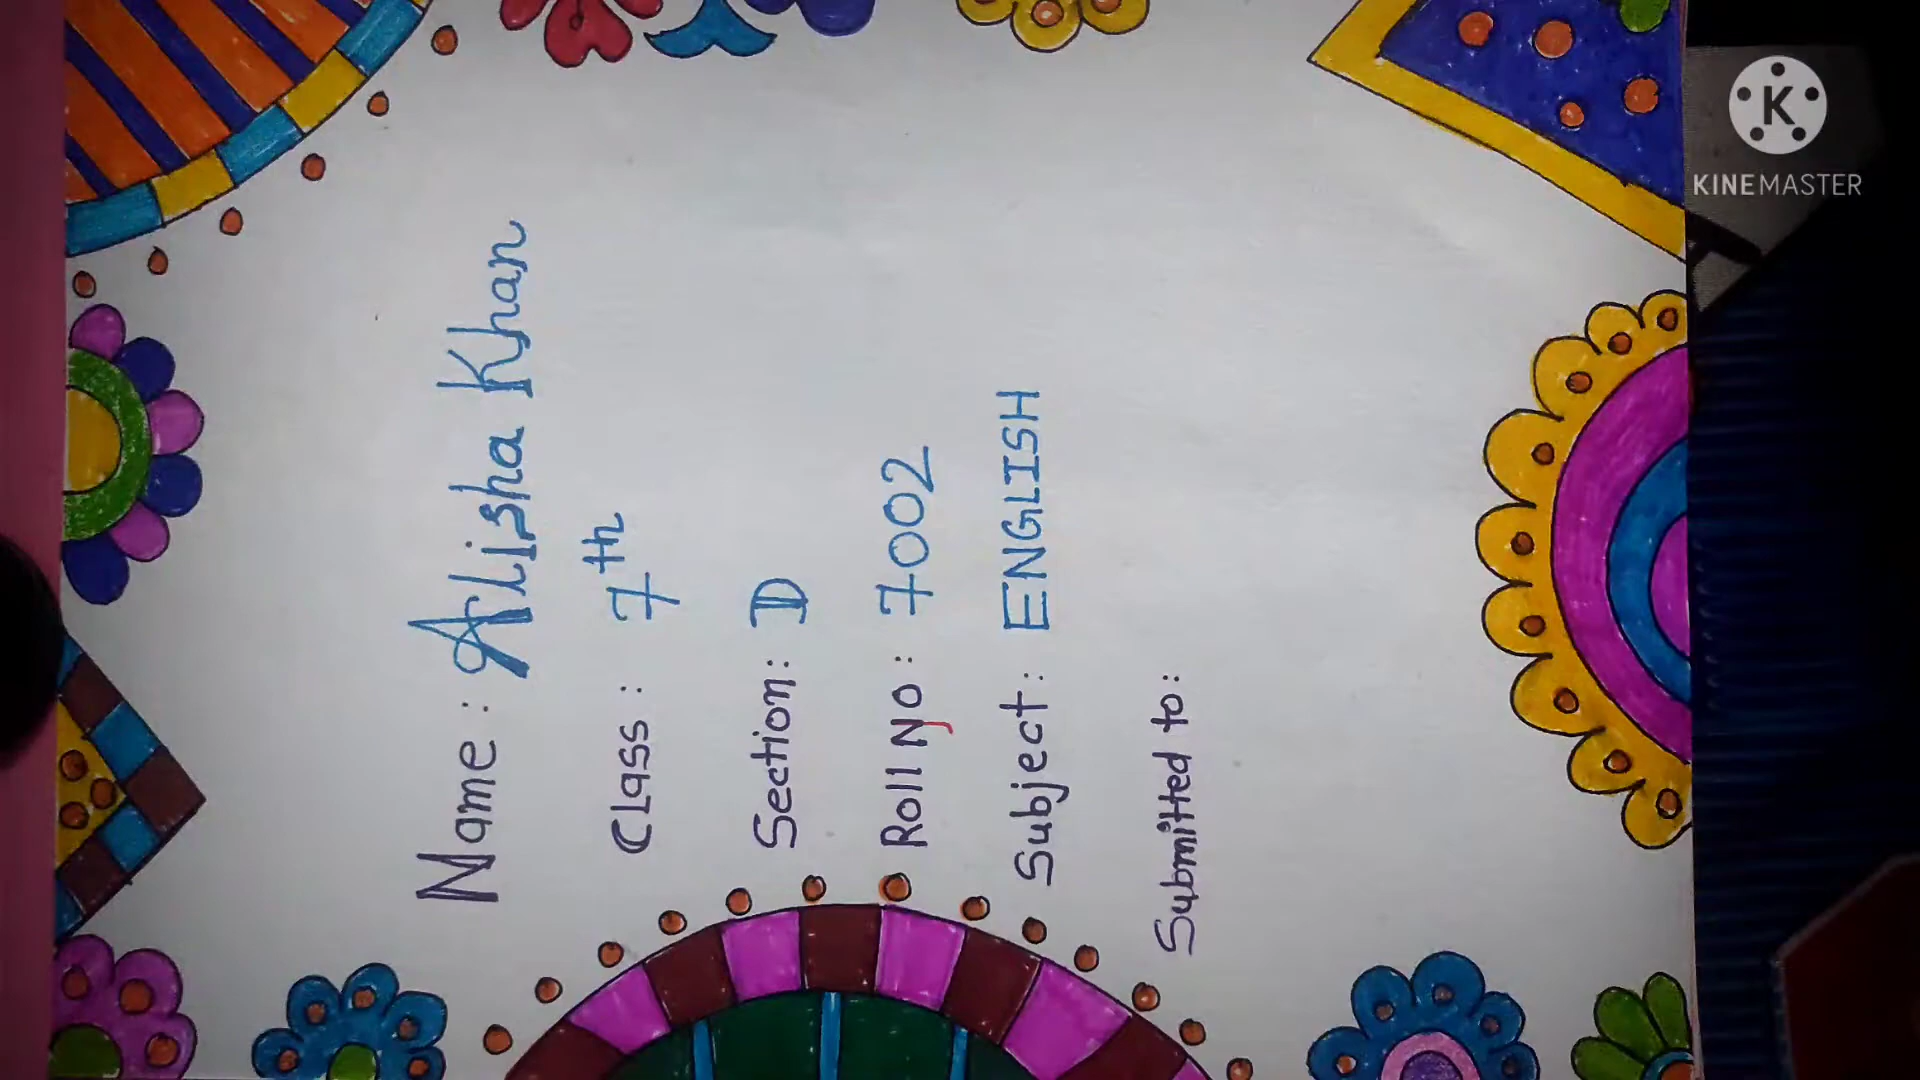 Name : Alisha Khan
Class : 7th
Section : D
Roll No : 7002
Subject : ENGLISH
Submitted to :
K
KINEMASTER